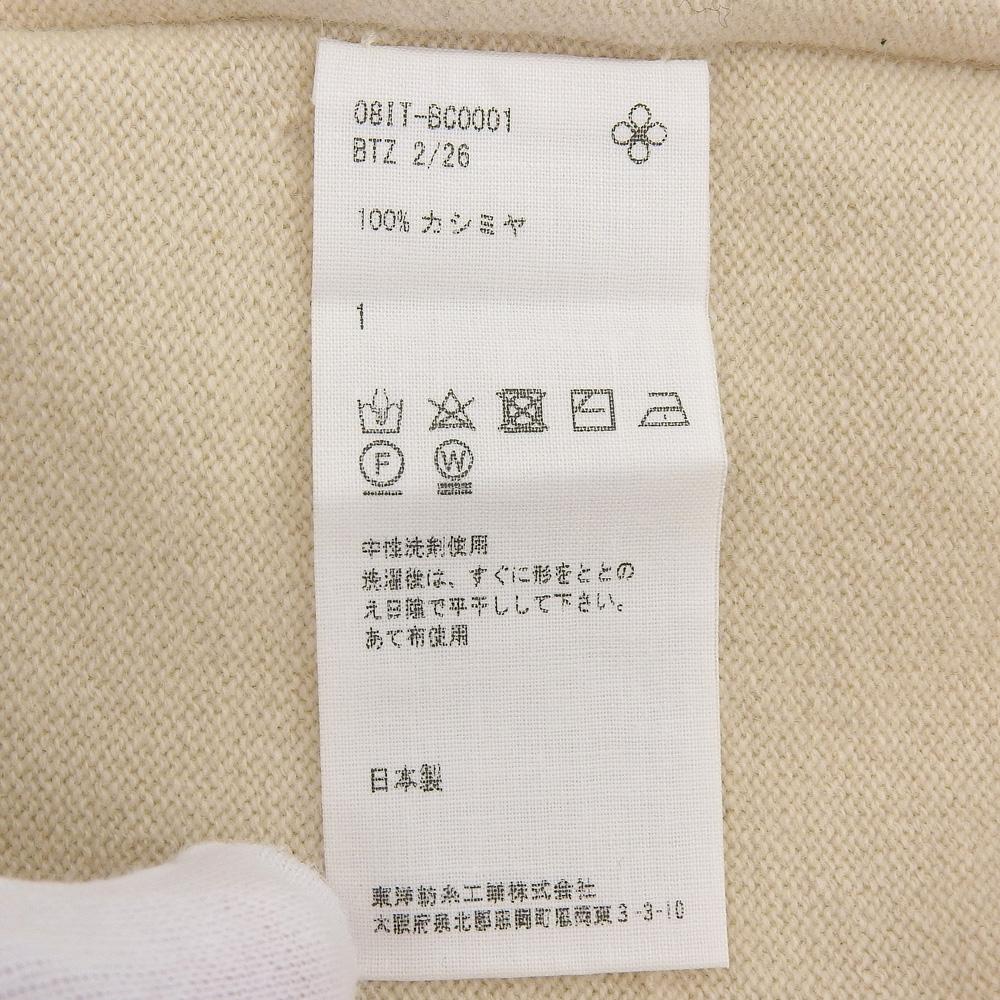 08IT-BC0001
BTZ 2/26
100% カシミヤ
1
F
W
中性洗剤使用
洗濯後は、すぐに形をととの
え日陰で平干しして下さい。
あて布使用
日本製
東洋紡糸工業株式会社
大阪府泉北郡忠岡町忠岡東3-3-10